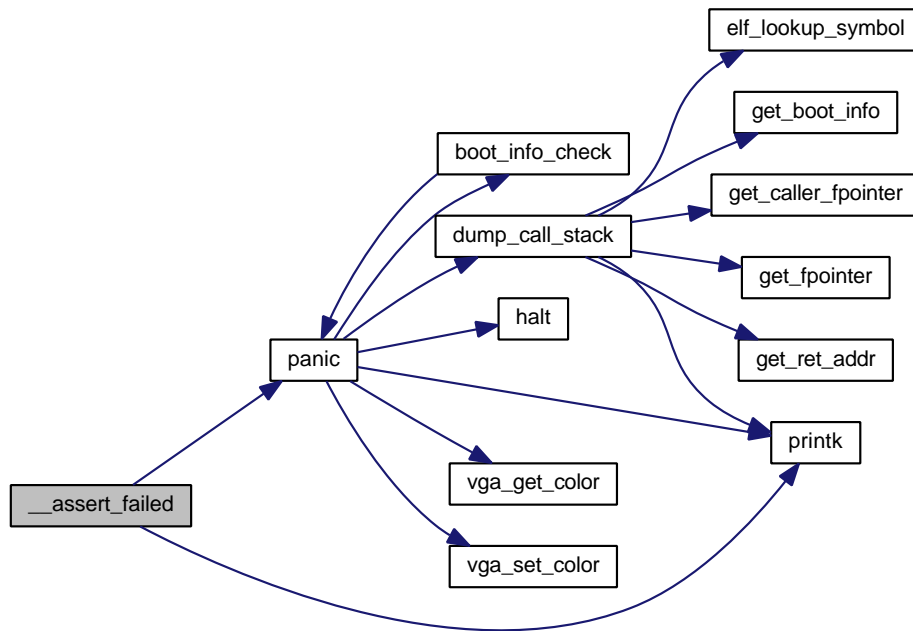 elf_lookup_symbol
get_boot_info
boot_info_check
get_caller_fpointer
dump_call_stack
get_fpointer
halt
panic
get_ret_addr
printk
vga_get_color
__assert_failed
vga_set_color